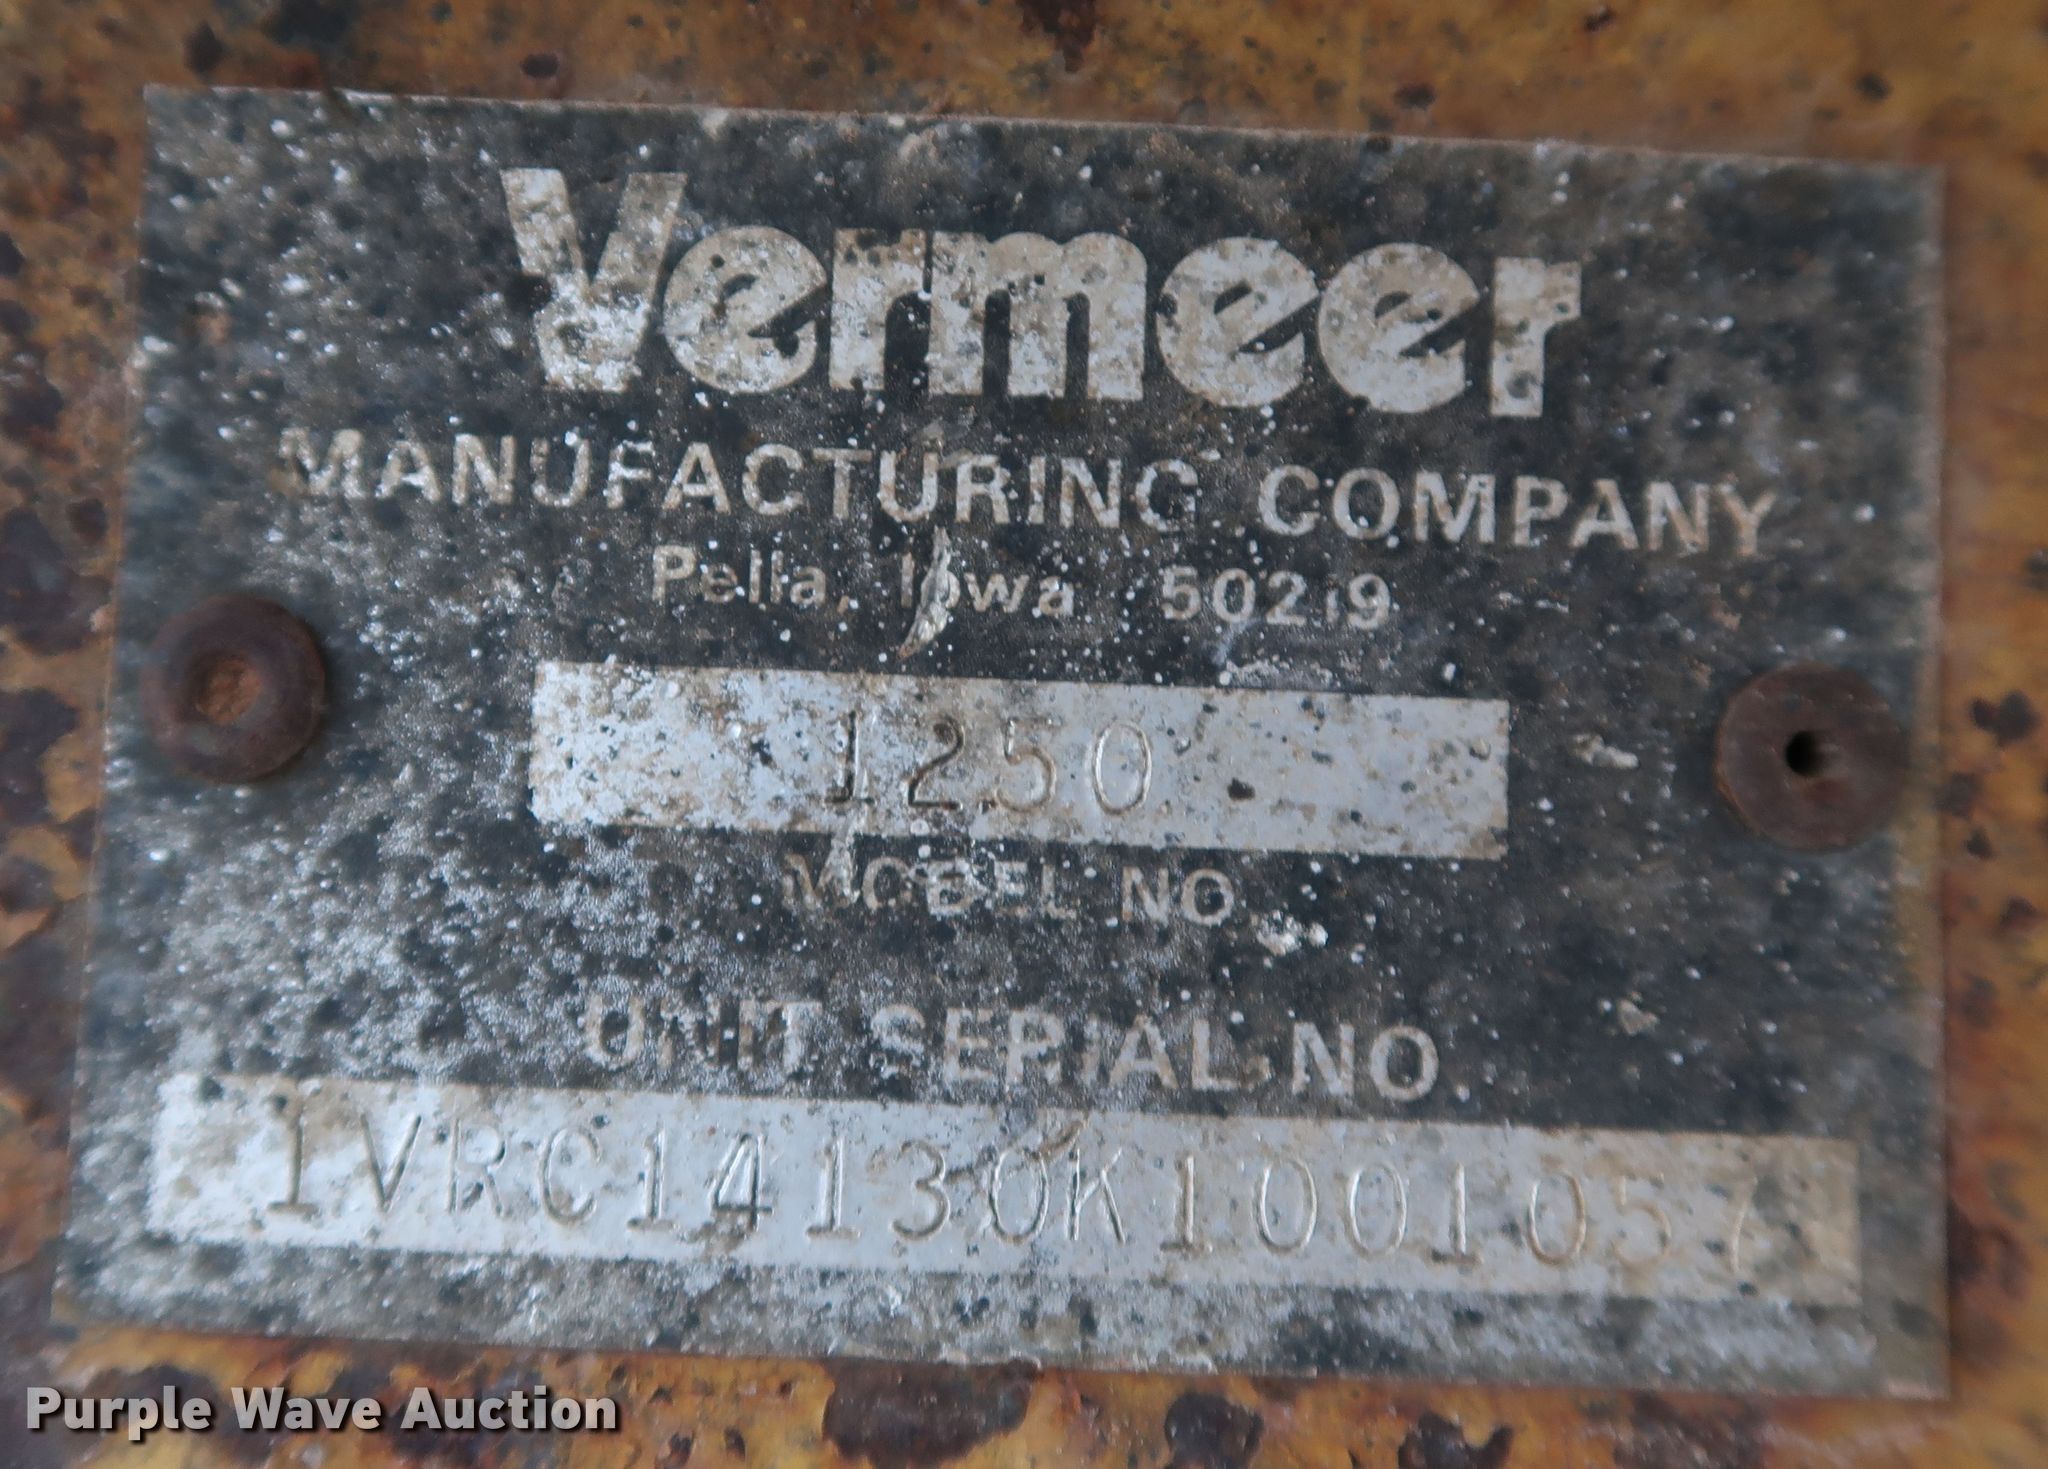 Vermeer
MANUFACTURING COMPANY
Pella, Iowa 50219
1250
MODEL NO.
UNIT SERIAL NO.
1VRC14130K1001057
Purple Wave Auction